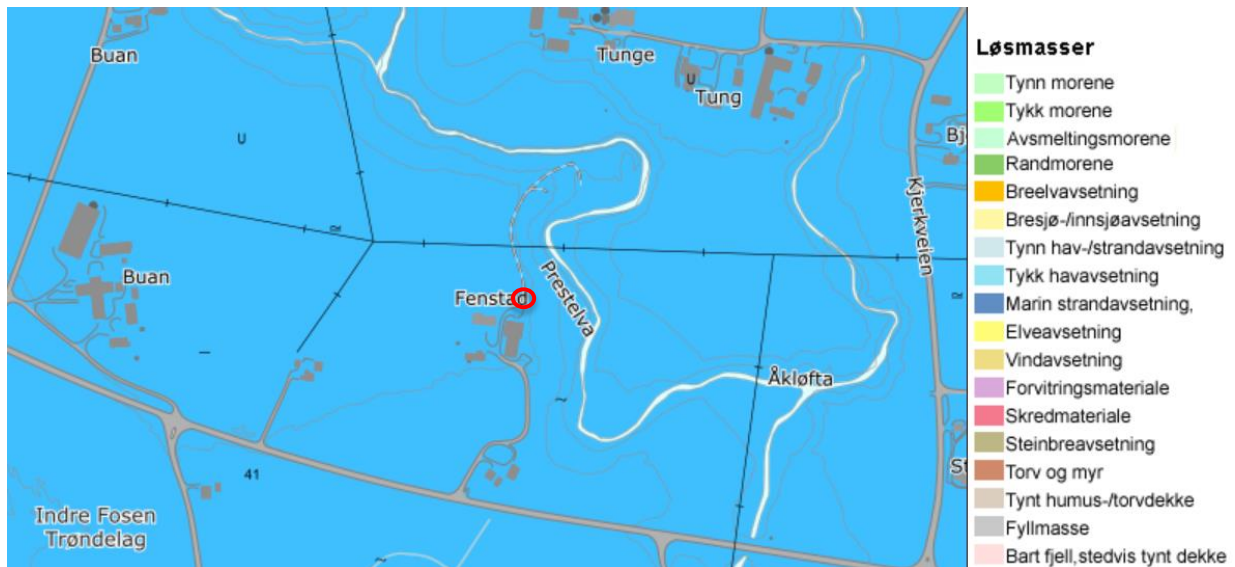 Buan
Tunge
Tung
U
U
Bj
Kjerkveien
Buan
Fenstad
Prestelva
Åkløfta
41
St
Indre Fosen
Trøndelag
Løsmasser
Tynn morene
Tykk morene
Avsmeltingsmorene
Randmorene
Breelvavsetning
Bresjø-/innsjøavsetning
Tynn hav-/strandavsetning
Tykk havavsetning
Marin strandavsetning,
Elveavsetning
Vindavsetning
Forvitringsmateriale
Skredmateriale
Steinbreavsetning
Torv og myr
Tynt humus-/torvdekke
Fyllmasse
Bart fjell,stedvis tynt dekke